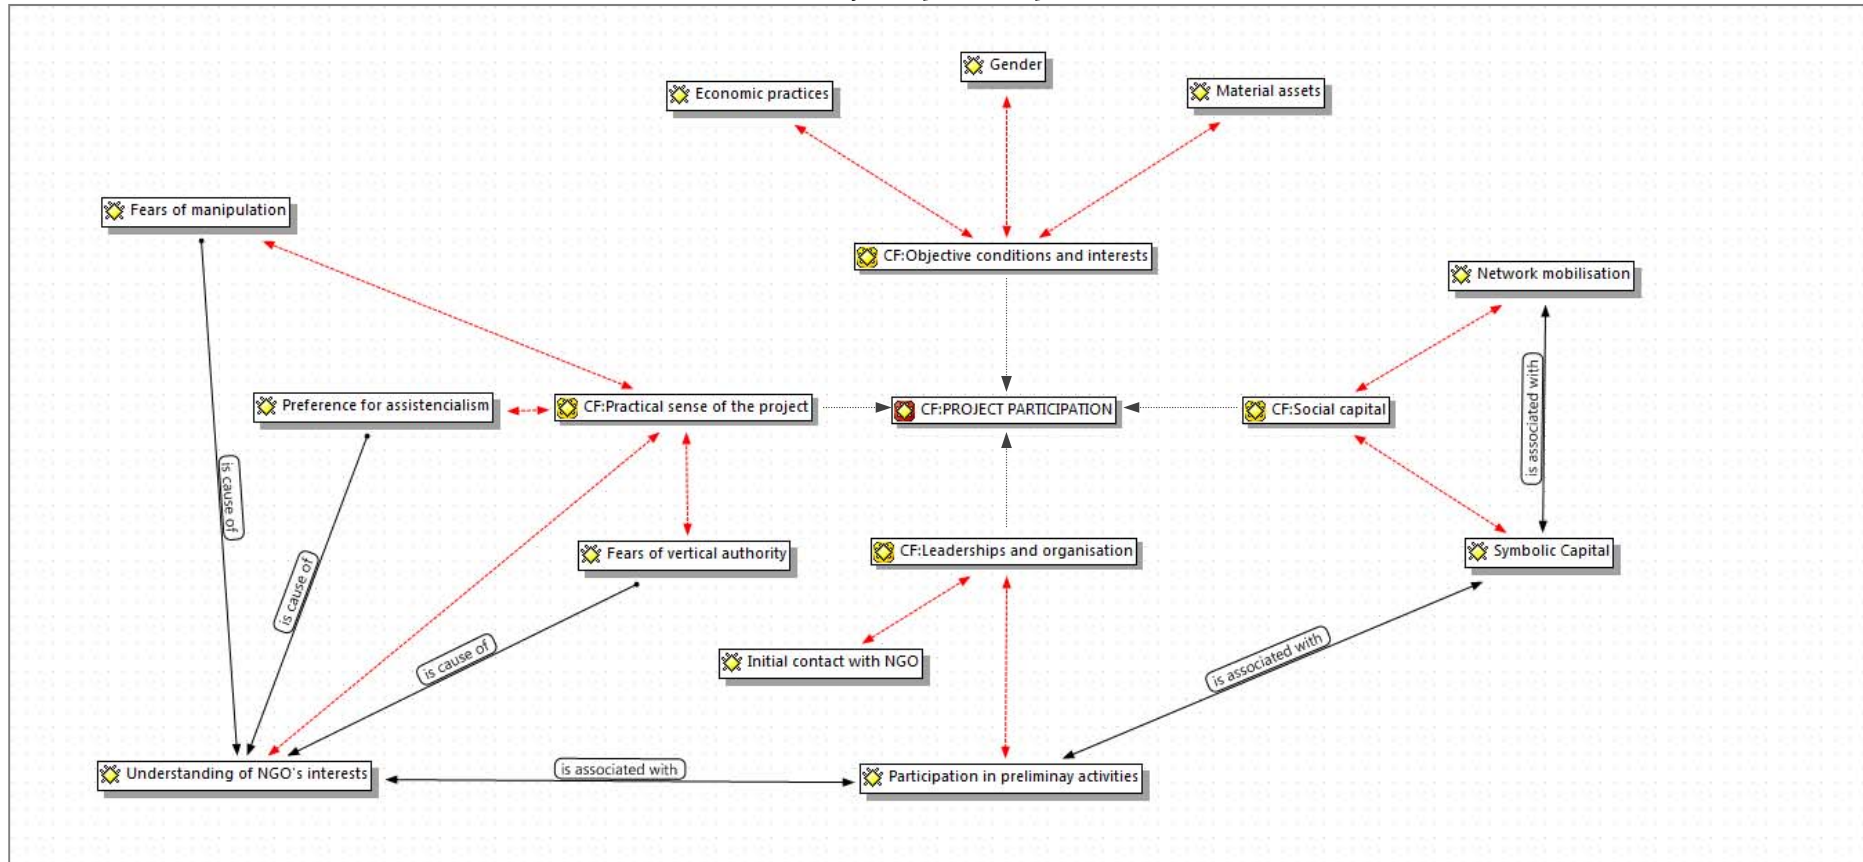 Gender
Economic practices
Material assets
Fears of manipulation
CF:Objective conditions and interests
Network mobilisation
is associated with
Preference for assistencialism
CF:Practical sense of the project
CF:PROJECT PARTICIPATION
CF:Social capital
is cause of
is cause of
Fears of vertical authority
CF:Leaderships and organisation
Symbolic Capital
is cause of
Initial contact with NGO
is associated with
Understanding of NGO's interests
is associated with
Participation in preliminay activities